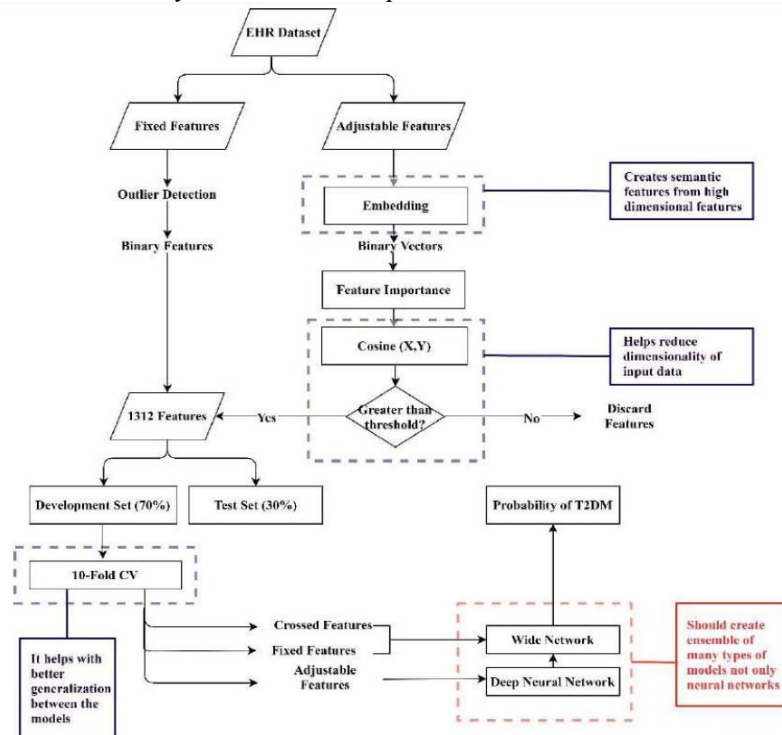 EHR Dataset
Fixed Features
Adjustable Features
Outlier Detection
Binary Features
Embedding
Binary Vectors
Feature Importance
Cosine (X,Y)
Greater than
threshold?
Yes
No
Discard
Features
1312 Features
Creates semantic
features from high
dimensional features
Helps reduce
dimensionality of
input data
Development Set (70%)
Test Set (30%)
Probability of T2DM
10-Fold CV
Crossed Features
Fixed Features
Adjustable
Features
Wide Network
Deep Neural Network
It helps with
better
generalization
between the
models
Should create
ensemble of
many types of
models not only
neural networks